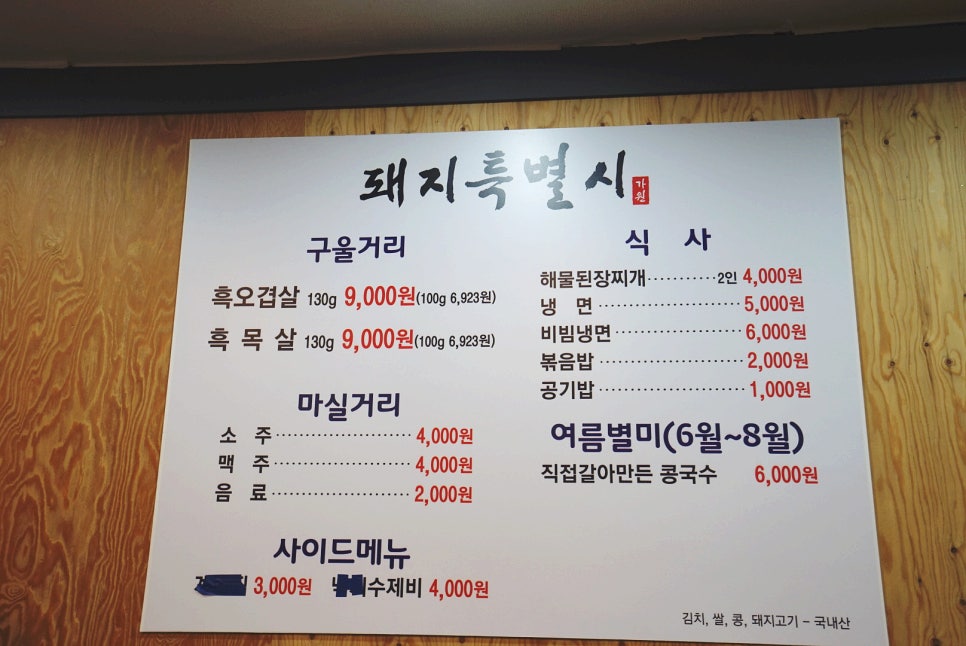 돼지특별시 가원
구울거리
흑오겹살 130g 9,000원(100g 6,923원)
흑 목 살 130g 9,000원(100g 6,923원)
마실거리
소 주 4,000원
맥 주 4,000원
음 료 2,000원
사이드메뉴
3,000원 수제비 4,000원
식 사
해물된장찌개 2인 4,000원
냉 면 5,000원
비빔냉면 6,000원
볶음밥 2,000원
공기밥 1,000원
여름별미(6월~8월)
직접갈아만든 콩국수 6,000원
김치, 쌀, 콩, 돼지고기 – 국내산